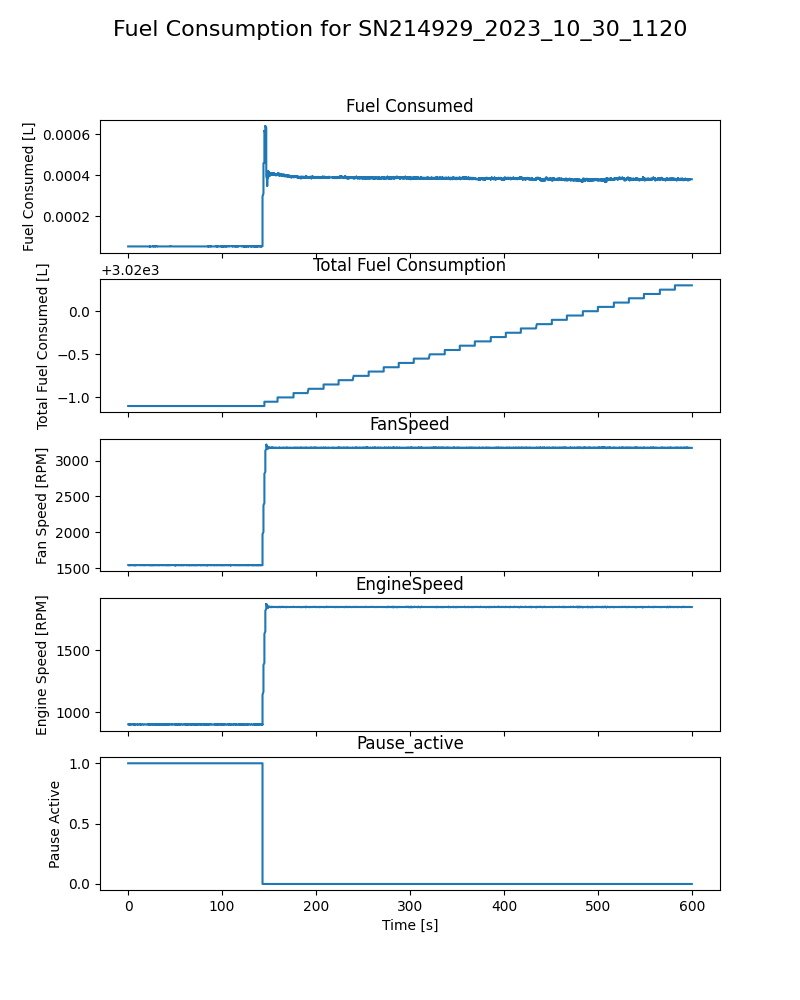 Fuel Consumption for SN214929_2023_10_30_1120
Fuel Consumed
Fuel Consumed [L]
0.0006
0.0004
0.0002
+3.02e3
Total Fuel Consumption
Total Fuel Consumed [L]
0.0
−0.5
−1.0
FanSpeed
Fan Speed [RPM]
3000
2500
2000
1500
EngineSpeed
Engine Speed [RPM]
1500
1000
Pause_active
Pause Active
1.0
0.5
0.0
0 100 200 300 400 500 600
Time [s]